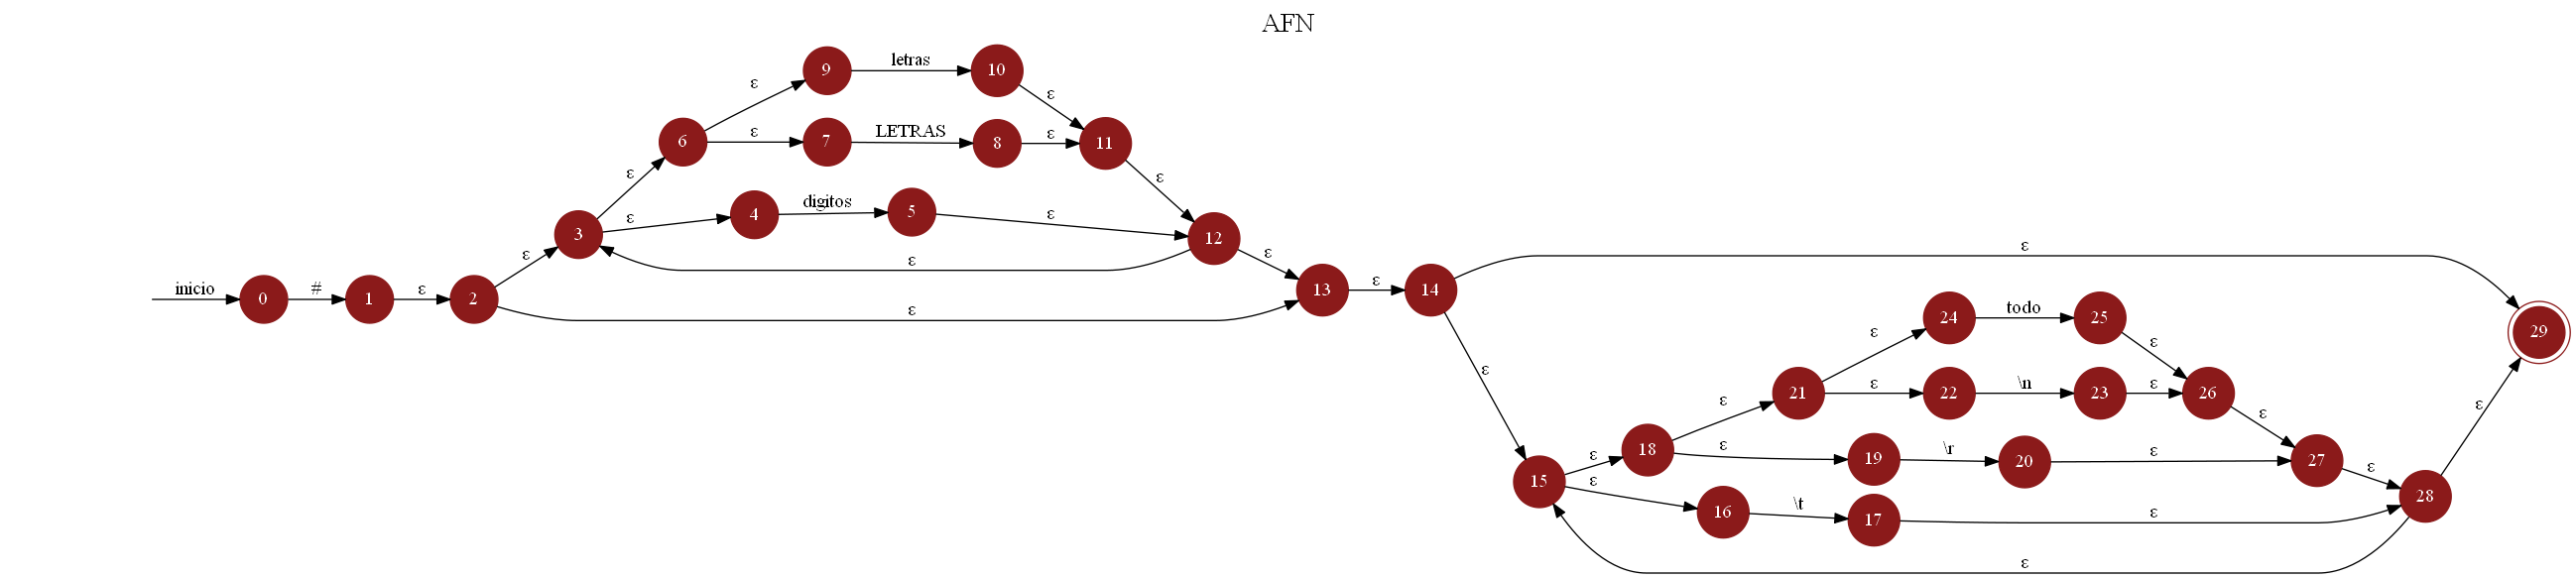 AFN
inicio
0
#
1
ε
2
ε
ε
3
ε
ε
6
ε
ε
9
letras
10
ε
7
LETRAS
8
ε
11
ε
4
digitos
5
ε
12
ε
ε
13
ε
14
ε
ε
15
ε
ε
18
ε
ε
21
ε
ε
24
todo
25
ε
22
\n
23
ε
26
ε
19
\r
20
ε
27
ε
16
\t
17
ε
28
ε
ε
29